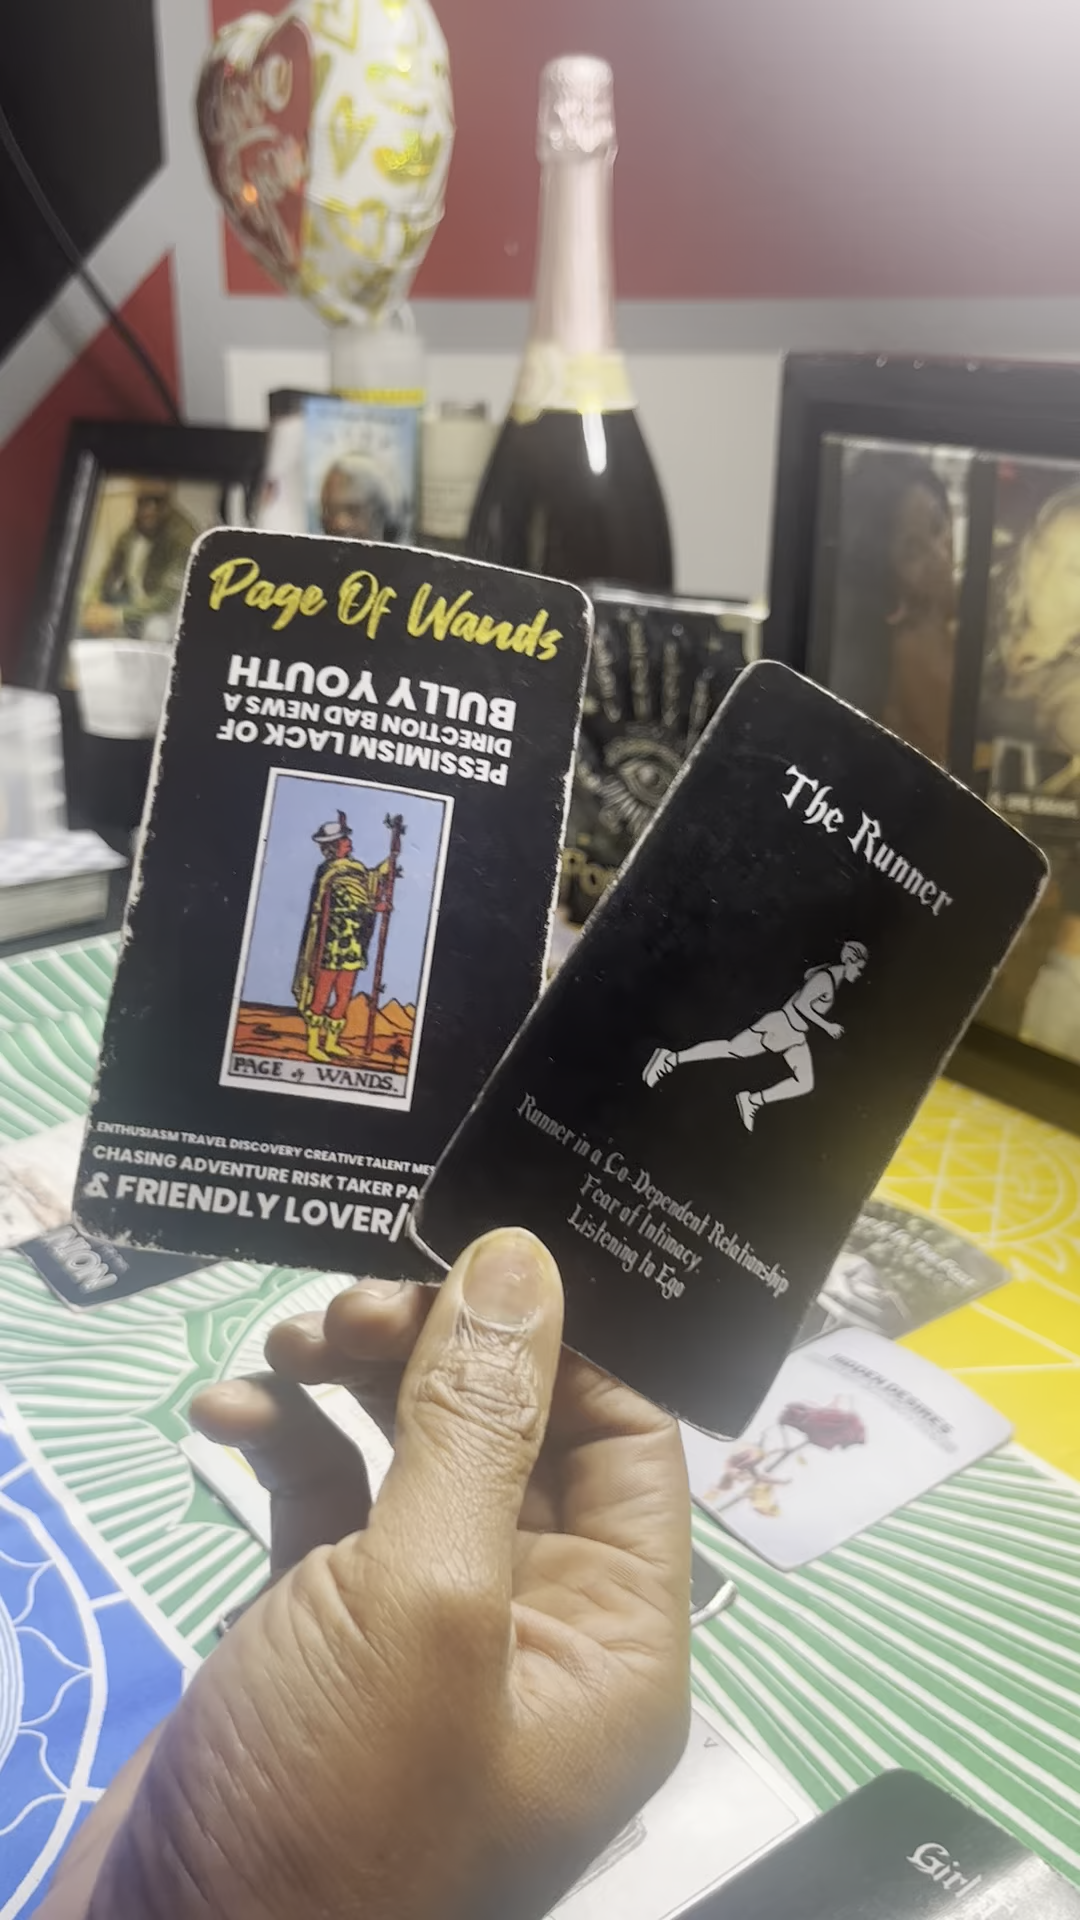 Page Of Wands
BULLY YOUTH
DIRECTION BAD NEWS A
PESSIMISM LACK OF
PAGE of WANDS.
ENTHUSIASM TRAVEL DISCOVERY CREATIVE TALENT
CHASING ADVENTURE RISK TAKER
& FRIENDLY LOVER/
The Runner
Runner in a Co-Dependent Relationship
Fear of Intimacy.
Listening to Ego
HIDDEN DESIRES
V
Girl